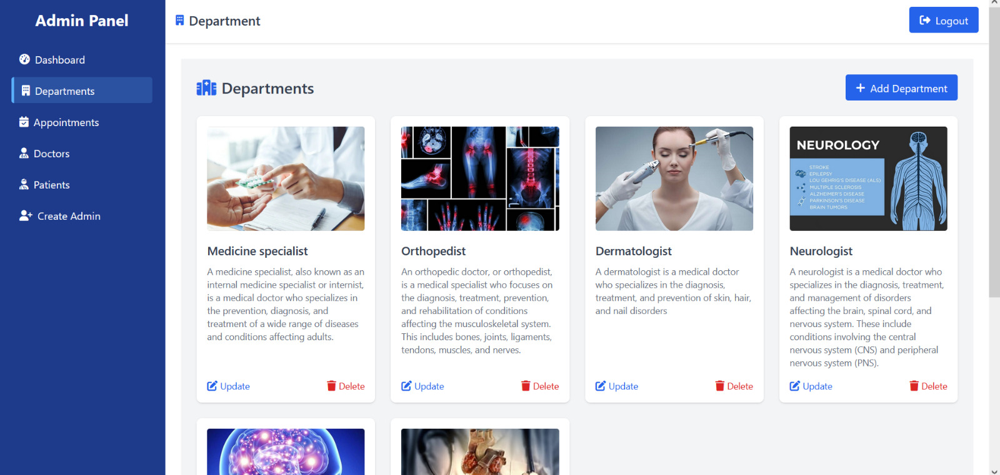 Admin Panel
Dashboard
Departments
Appointments
Doctors
Patients
Create Admin
Department
Logout
Departments
Add Department
NEUROLOGY
STROKE
EPILEPSY
LOU GEHRIG'S DISEASE (ALS)
MULTIPLE SCLEROSIS
ALZHEIMER'S DISEASE
PARKINSON'S DISEASE
BRAIN TUMORS
Medicine specialist
A medicine specialist, also known as an
internal medicine specialist or internist,
is a medical doctor who specializes in
the prevention, diagnosis, and
treatment of a wide range of diseases
and conditions affecting adults.
Update
Delete
Orthopedist
An orthopedic doctor, or orthopedist,
is a medical specialist who focuses on
the diagnosis, treatment, prevention,
and rehabilitation of conditions
affecting the musculoskeletal system.
This includes bones, joints, ligaments,
tendons, muscles, and nerves.
Update
Delete
Dermatologist
A dermatologist is a medical doctor
who specializes in the diagnosis,
treatment, and prevention of skin, hair,
and nail disorders
Update
Delete
Neurologist
A neurologist is a medical doctor who
specializes in the diagnosis, treatment,
and management of disorders
affecting the brain, spinal cord, and
nervous system. These include
conditions involving the central
nervous system (CNS) and peripheral
nervous system (PNS).
Update
Delete